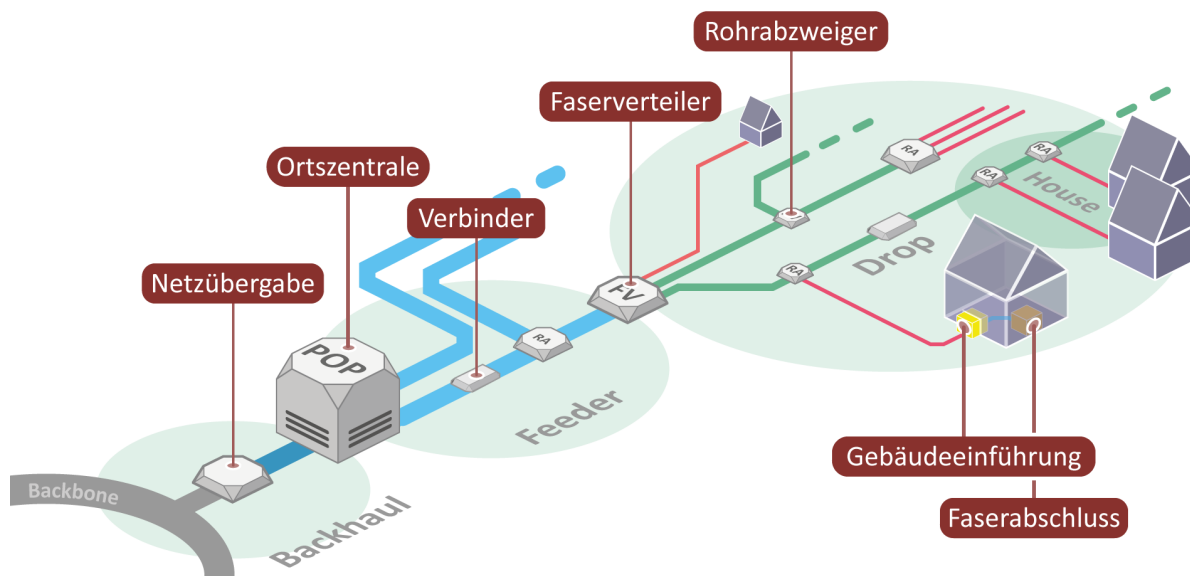 Rohrabzweiger
Faserverteiler
Ortszentrale
Verbinder
Netzübergabe
RA
RA
RA
House
Drop
RA
FV
RA
POP
Feeder
Gebäudeeinführung
Faserabschluss
Backbone
Backhaul